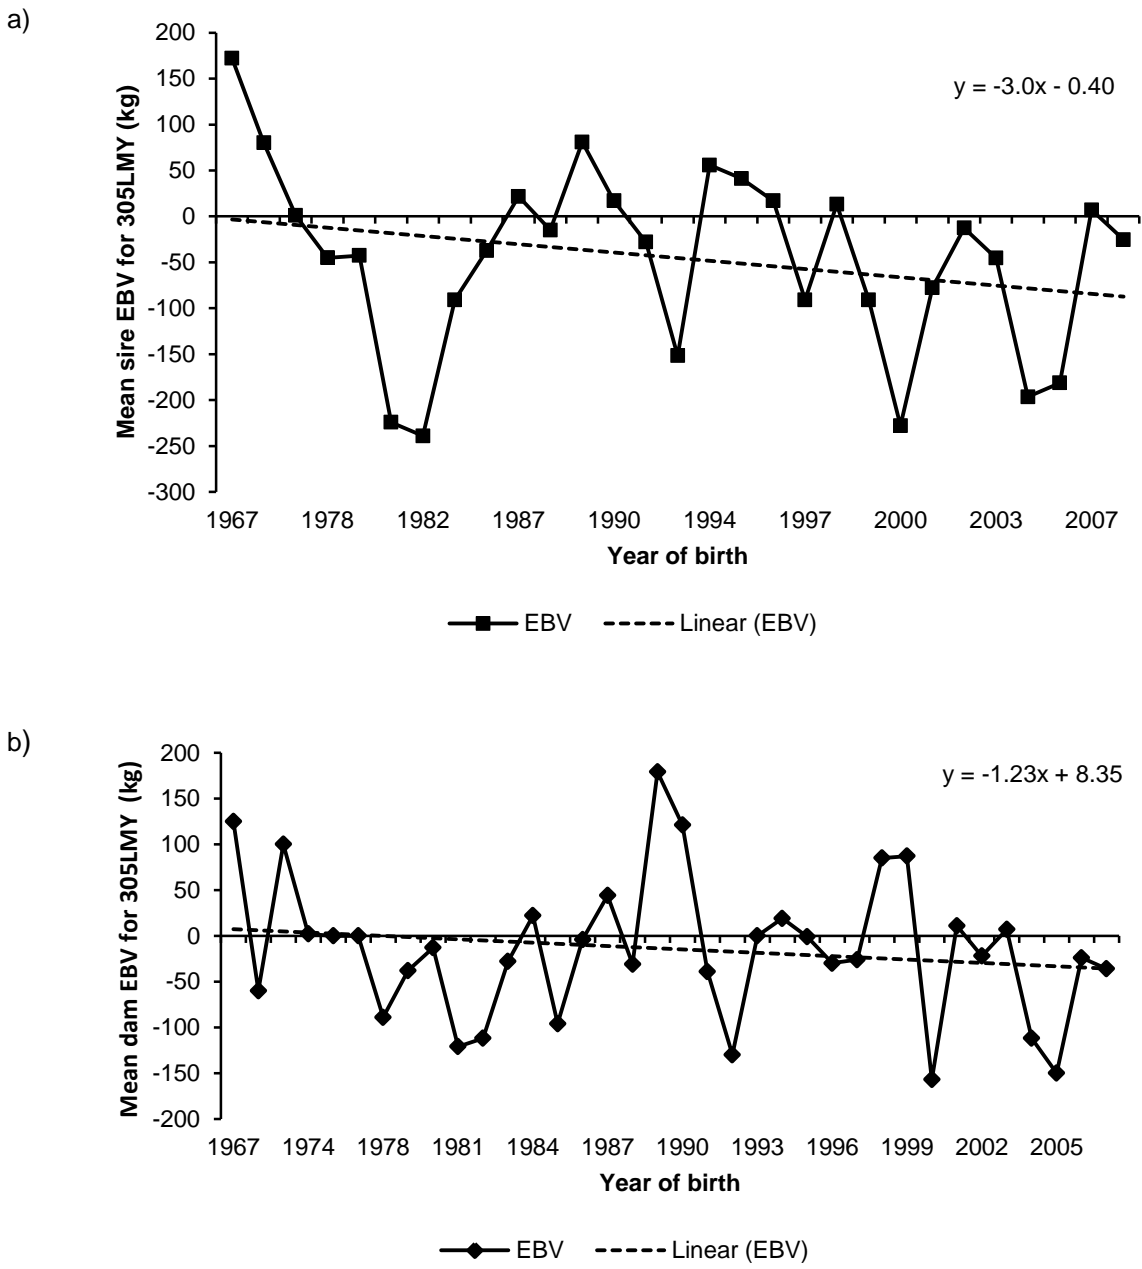 a)
200
150
100
50
0
-50
-100
-150
-200
-250
-300
Mean sire EBV for 305LMY (kg)
y = -3.0x - 0.40
1967 1978 1982 1987 1990 1994 1997 2000 2003 2007
Year of birth
EBV Linear (EBV)
b)
200
150
100
50
0
-50
-100
-150
-200
Mean dam EBV for 305LMY (kg)
y = -1.23x + 8.35
1967 1974 1978 1981 1984 1987 1990 1993 1996 1999 2002 2005
Year of birth
EBV Linear (EBV)